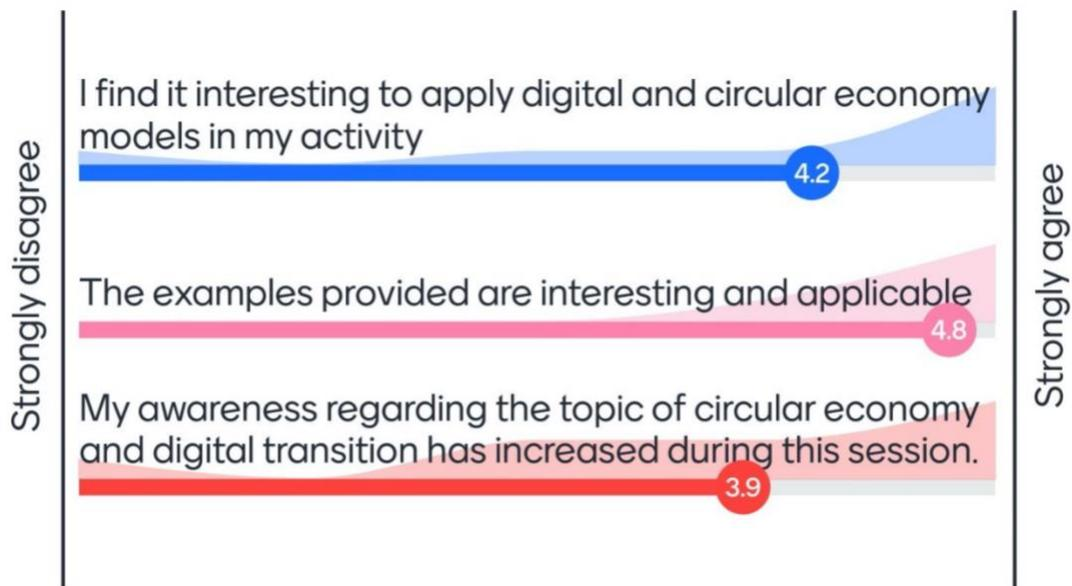 Strongly disagree
I find it interesting to apply digital and circular economy
models in my activity
4.2
The examples provided are interesting and applicable
4.8
My awareness regarding the topic of circular economy
and digital transition has increased during this session.
3.9
Strongly agree